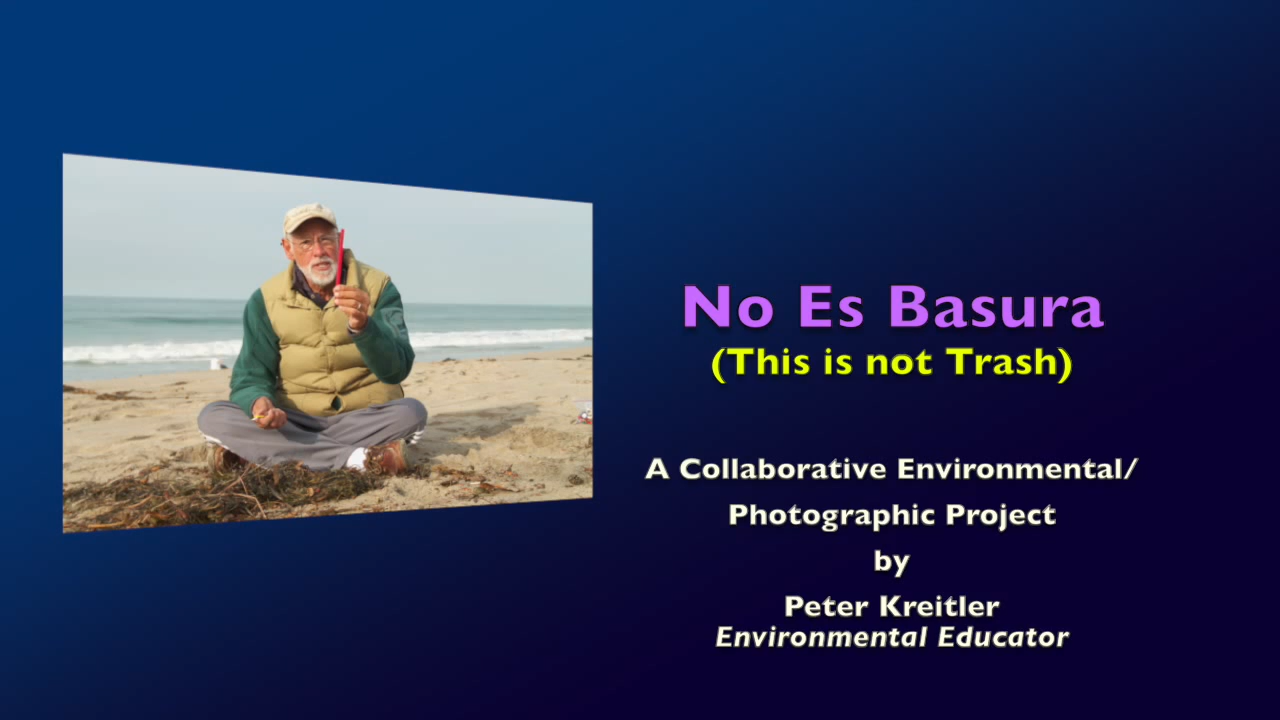 No Es Basura
(This is not Trash)
A Collaborative Environmental/
Photographic Project
by
Peter Kreitler
Environmental Educator